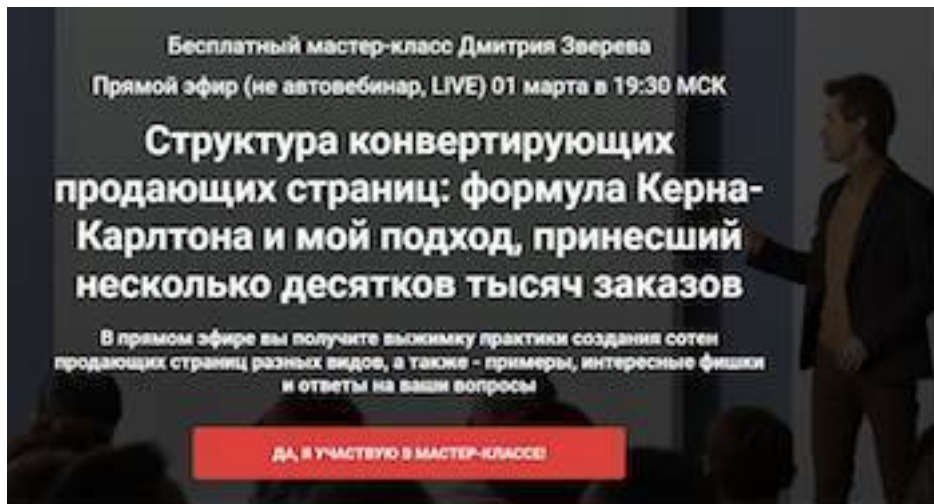 Бесплатный мастер-класс Дмитрия Зверева
Прямой эфир (не автовебинар, LIVE) 01 марта в 19:30 МСК
Структура конвертирующих
продающих страниц: формула Керна-
Карлтона и мой подход, принесший
несколько десятков тысяч заказов
В прямом эфире вы получите выжимку практики создания сотен
продающих страниц разных видов, а также - примеры, интересные фишки
и ответы на ваши вопросы
ДА, Я УЧАСТВУЮ В МАСТЕР-КЛАССЕ!